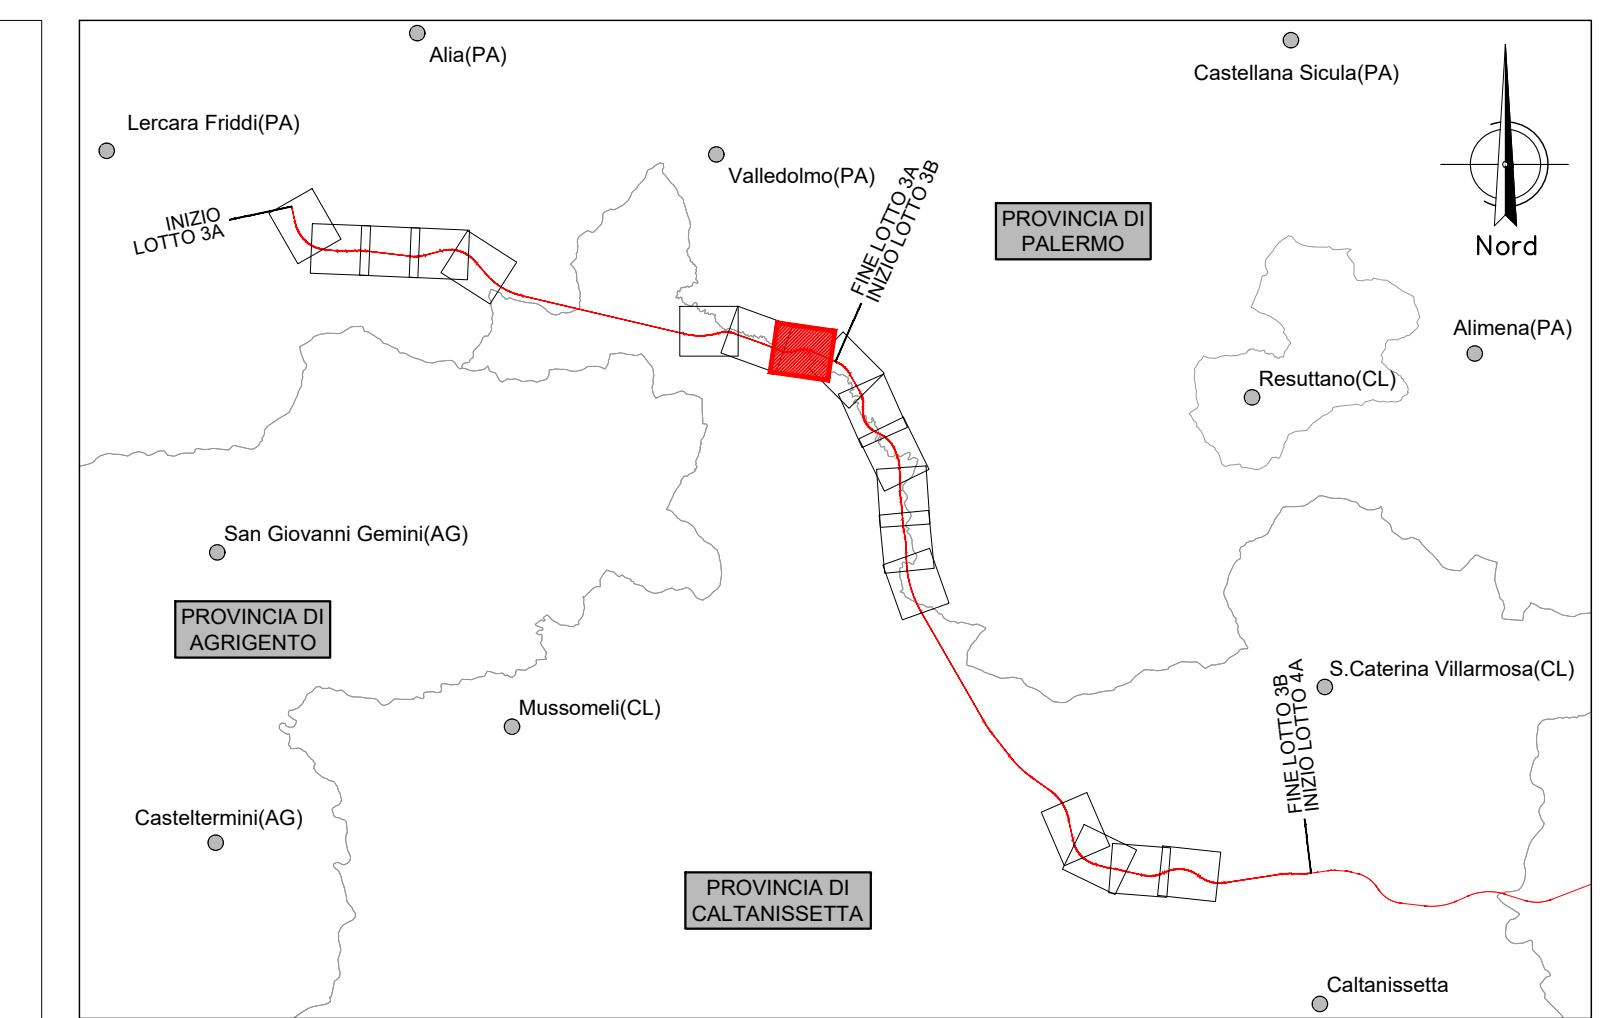 Alia(PA)
Castellana Sicula(PA)
Lercara Friddi(PA)
Valledolmo(PA)
INIZIO
LOTTO 3A
FINE LOTTO 3A
INIZIO LOTTO 3B
PROVINCIA DI
PALERMO
Nord
Alimena(PA)
Resuttano(CL)
San Giovanni Gemini(AG)
PROVINCIA DI
AGRIGENTO
S.Caterina Villarmosa(CL)
Mussomeli(CL)
FINE LOTTO 3B
INIZIO LOTTO 4A
Casteltermini(AG)
PROVINCIA DI
CALTANISSETTA
Caltanissetta